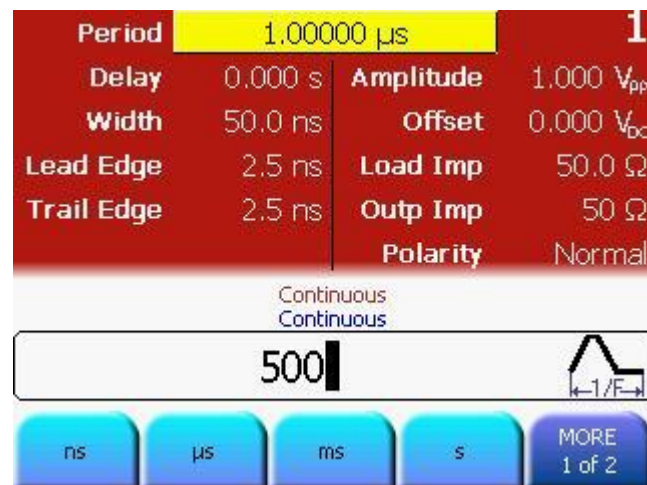 Period 1.00000 µs 1
Delay 0.000 s Amplitude 1.000 Vpp
Width 50.0 ns Offset 0.000 VDC
Lead Edge 2.5 ns Load Imp 50.0 Ω
Trail Edge 2.5 ns Outp Imp 50 Ω
Polarity Normal
Continuous
Continuous
500
1/F
ns µs ms s MORE
1 of 2